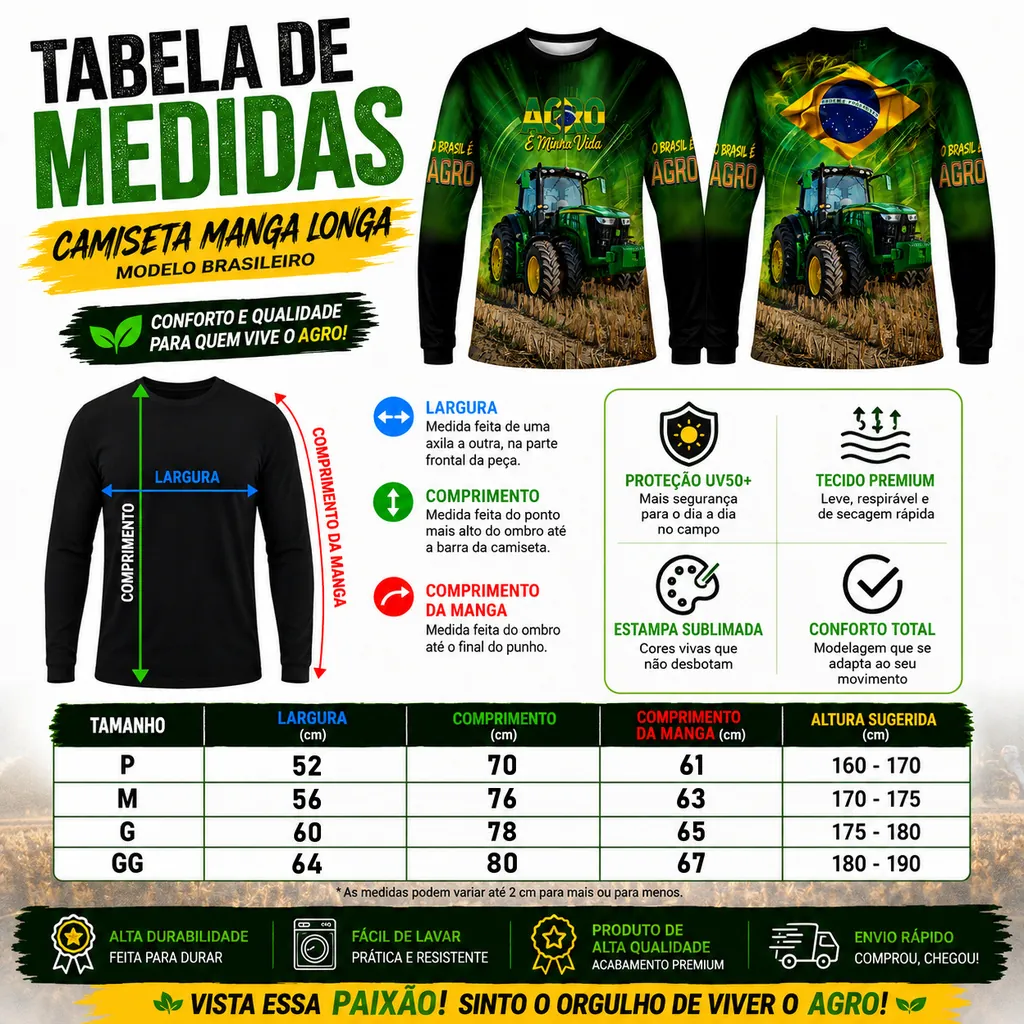 TABELA DE
MEDIDAS
CAMISETA MANGA LONGA
MODELO BRASILEIRO
CONFORTO E QUALIDADE
PARA QUEM VIVE O AGRO!
AGRO
É Minha Vida
O BRASIL É
AGRO
O BRASIL É
AGRO
O BRASIL É
AGRO
O BRASIL É
AGRO
LARGURA
COMPRIMENTO
COMPRIMENTO DA MANGA
LARGURA
Medida feita de uma
axila a outra, na parte
frontal da peça.
COMPRIMENTO
Medida feita do ponto
mais alto do ombro até
a barra da camiseta.
COMPRIMENTO
DA MANGA
Medida feita do ombro
até o final do punho.
PROTEÇÃO UV50+
Mais segurança
para o dia a dia
no campo
TECIDO PREMIUM
Leve, respirável e
de secagem rápida
ESTAMPA SUBLIMADA
Cores vivas que
não desbotam
CONFORTO TOTAL
Modelagem que se
adapta ao seu
movimento
TAMANHO LARGURA (cm) COMPRIMENTO (cm) COMPRIMENTO DA MANGA (cm) ALTURA SUGERIDA (cm)
P 52 70 61 160 - 170
M 56 76 63 170 - 175
G 60 78 65 175 - 180
GG 64 80 67 180 - 190
* As medidas podem variar até 2 cm para mais ou para menos.
ALTA DURABILIDADE
FEITA PARA DURAR
FÁCIL DE LAVAR
PRÁTICA E RESISTENTE
PRODUTO DE
ALTA QUALIDADE
ACABAMENTO PREMIUM
ENVIO RÁPIDO
COMPROU, CHEGOU!
VISTA ESSA PAIXÃO! SINTO O ORGULHO DE VIVER O AGRO!